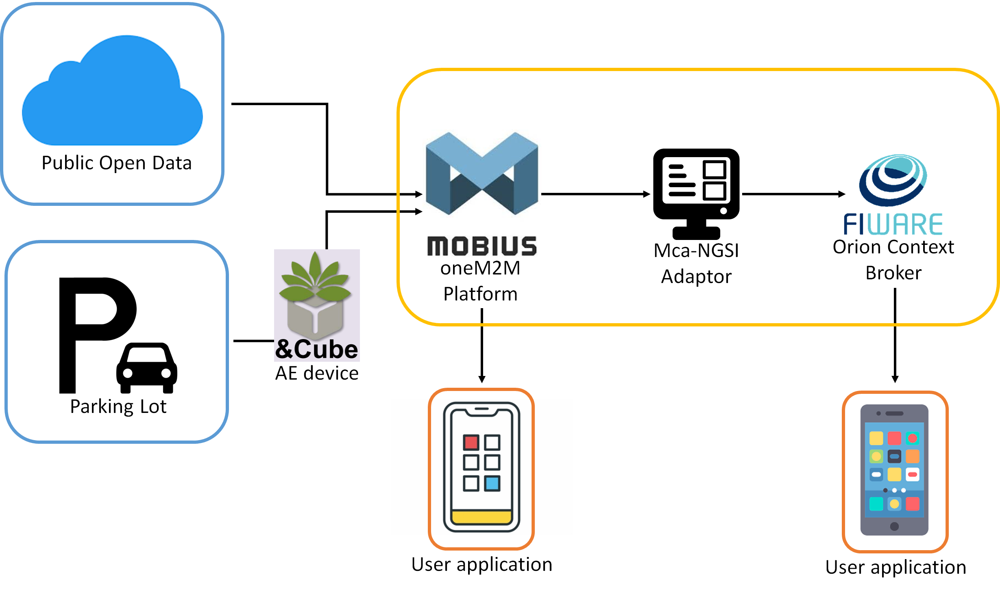 Public Open Data
P
Parking Lot
&Cube
AE device
MOBIUS
oneM2M
Platform
Mca-NGSI
Adaptor
FIWARE
Orion Context
Broker
User application
User application